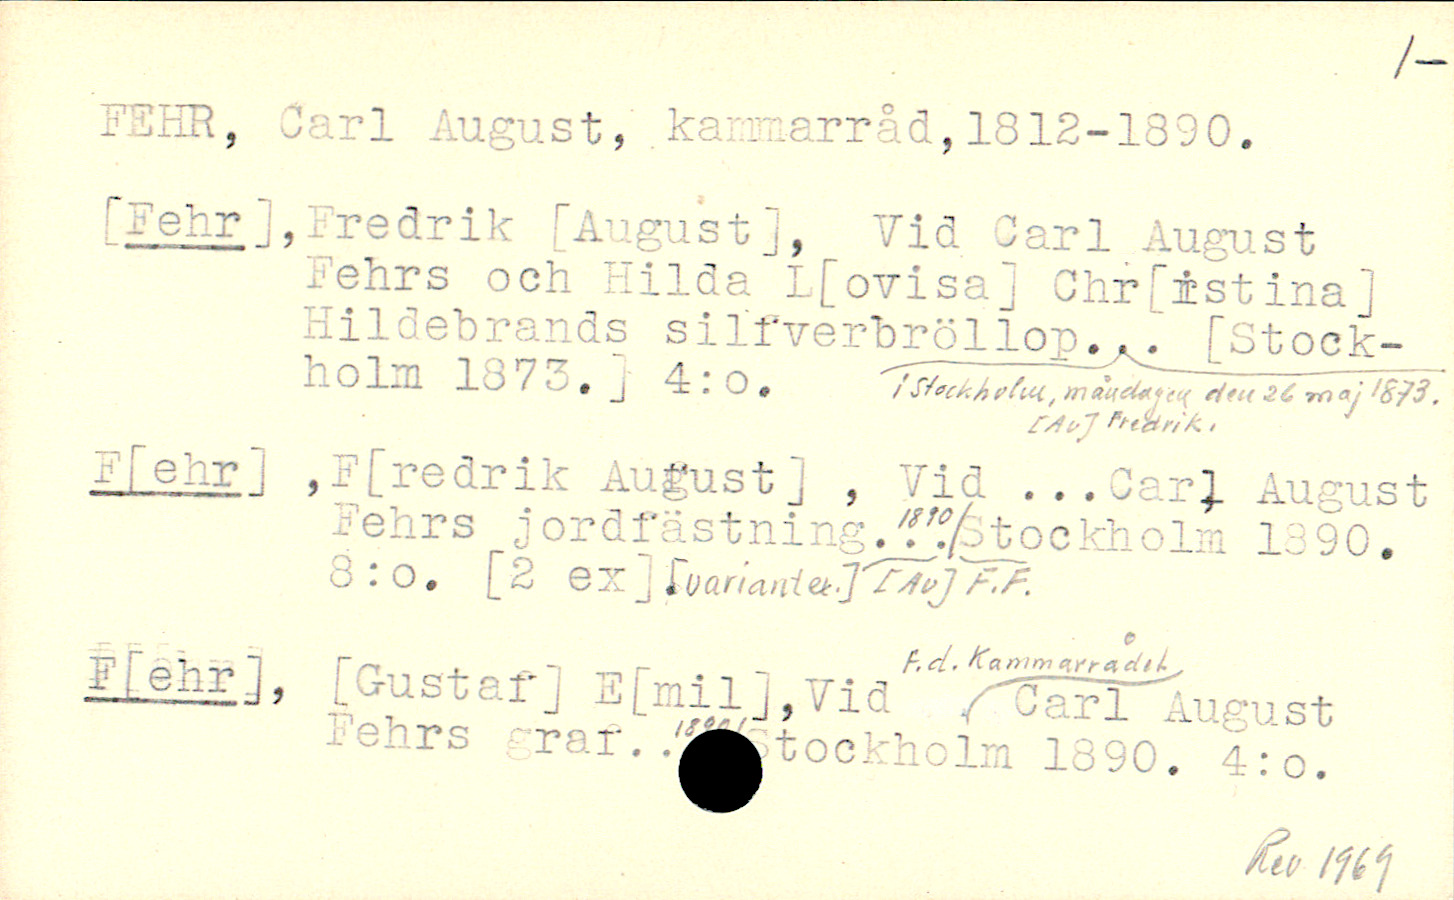 /-
FEHR, Carl August, kammarråd,1812-1890.
[Fehr],Fredrik [August], Vid Carl August
Fehrs och Hilda L[ovisa] Chr[istina]
Hildebrands silfverbröllop... [Stock-
holm 1873.] 4:o.
i Stockholm, måndagen den 26 maj 1873.
[Av] Fredrik.
F[ehr] ,F[redrik August] , Vid ...Carl August
Fehrs jordfästning...1890/Stockholm 1890.
8:o. [2 ex].[varianter.] [Av] F.F.
F.d. Kammarrådet
F[ehr], [Gustaf] E[mil],Vid Carl August
Fehrs graf.. 1890/ Stockholm 1890. 4:o.
Rev 1969